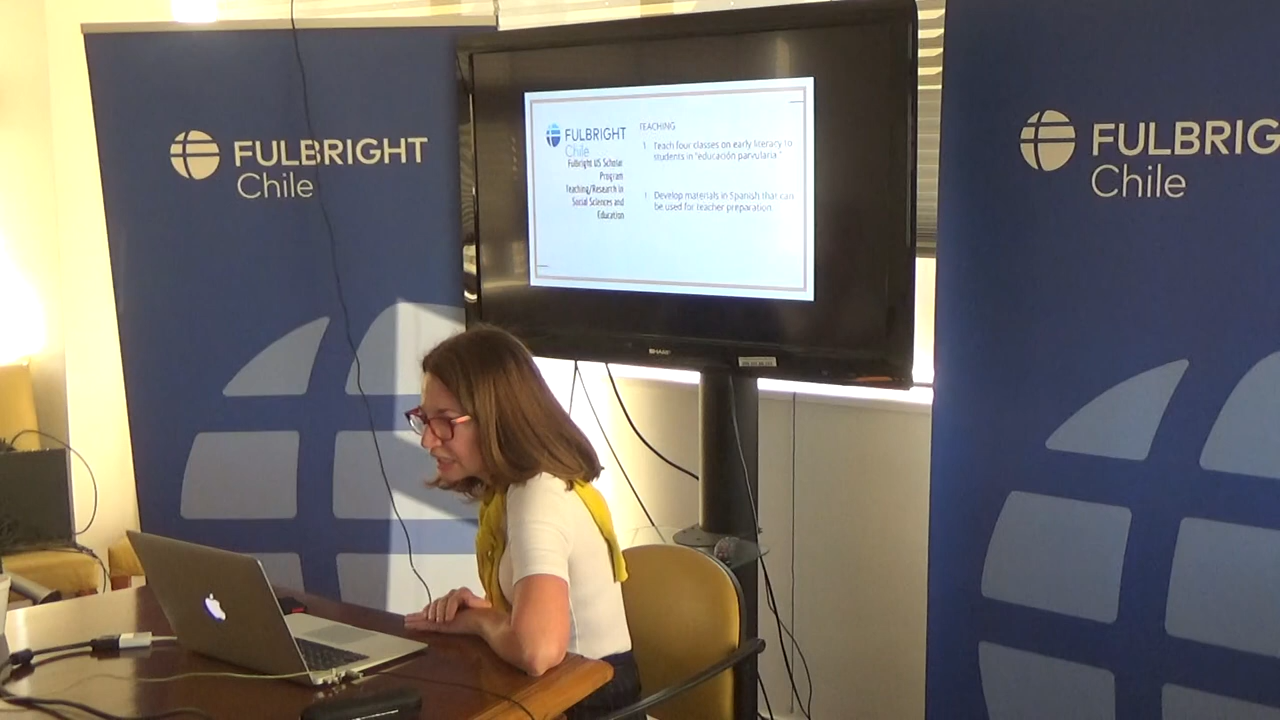 FULBRIGHT
Chile
FULBRIGHT
Chile
Fulbright US Scholar
Program
Teaching/Research in
Social Sciences and
Education
TEACHING
1. Teach four classes on early literacy to
students in "educación parvularia."
1. Develop materials in Spanish that can
be used for teacher preparation.
SHARP
FULBRIG
Chile